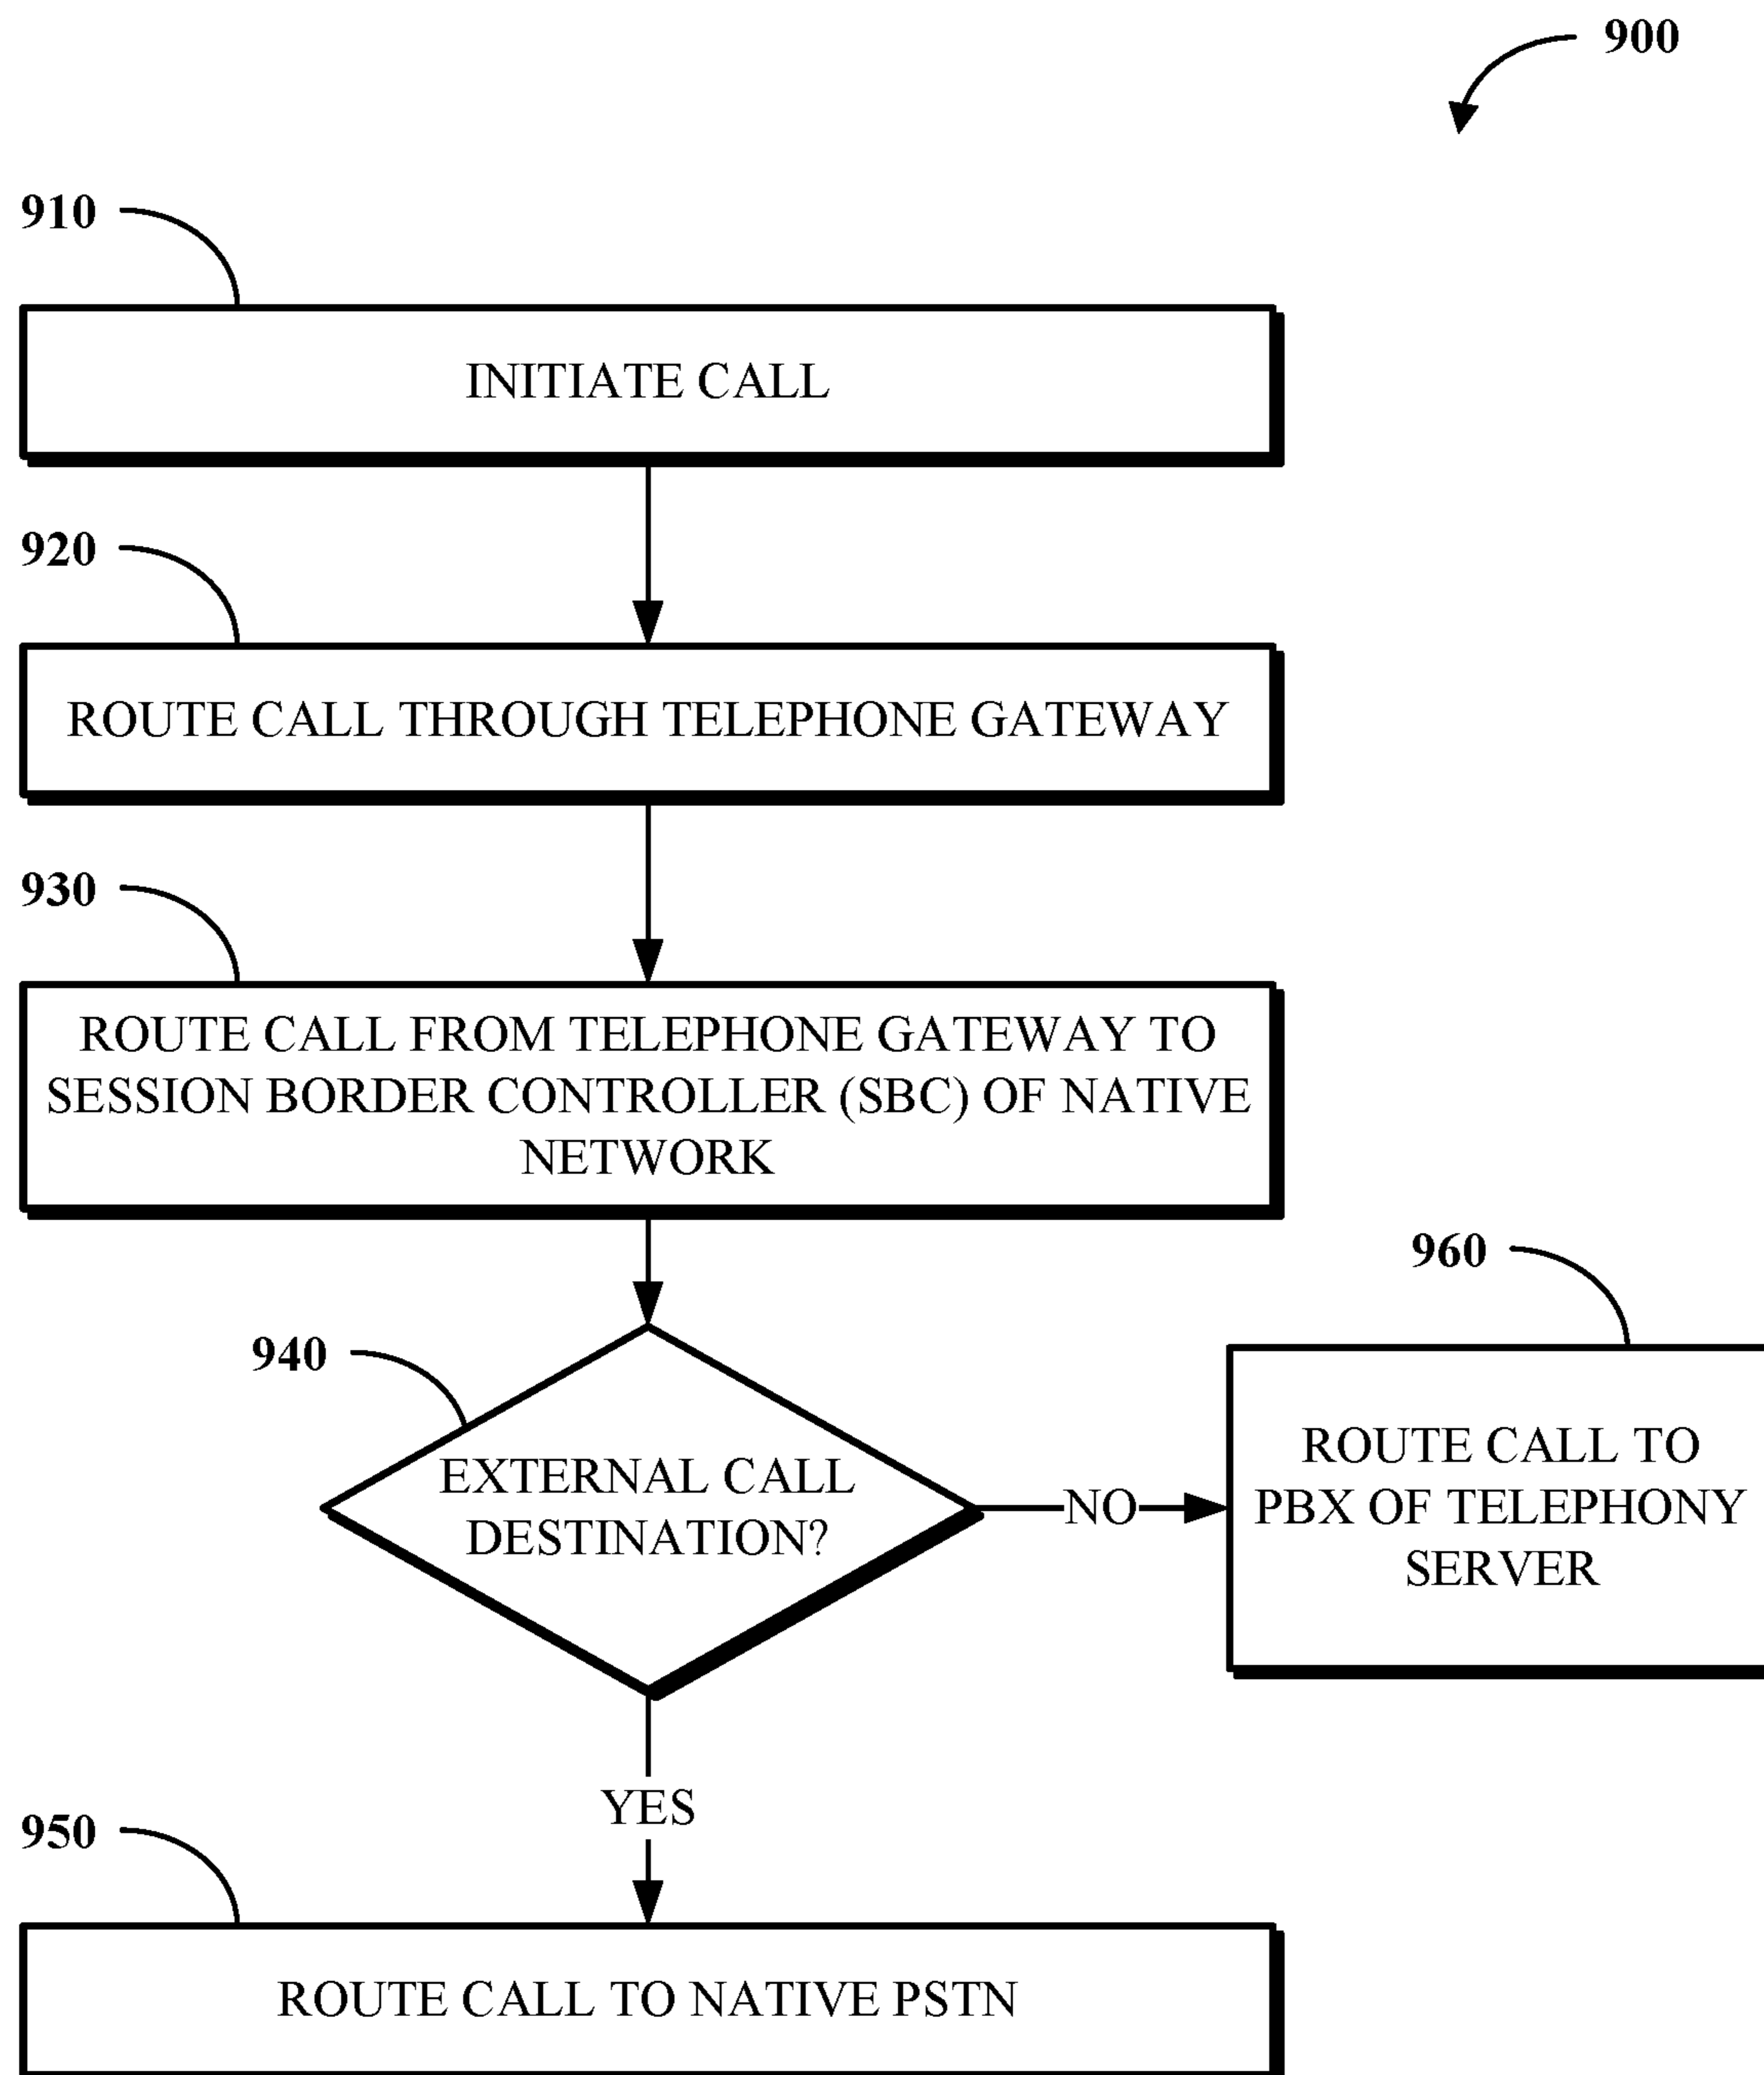 900
910
INITIATE CALL
920
ROUTE CALL THROUGH TELEPHONE GATEWAY
930
ROUTE CALL FROM TELEPHONE GATEWAY TO
SESSION BORDER CONTROLLER (SBC) OF NATIVE
NETWORK
940
EXTERNAL CALL
DESTINATION?
NO
960
ROUTE CALL TO
PBX OF TELEPHONY
SERVER
YES
950
ROUTE CALL TO NATIVE PSTN